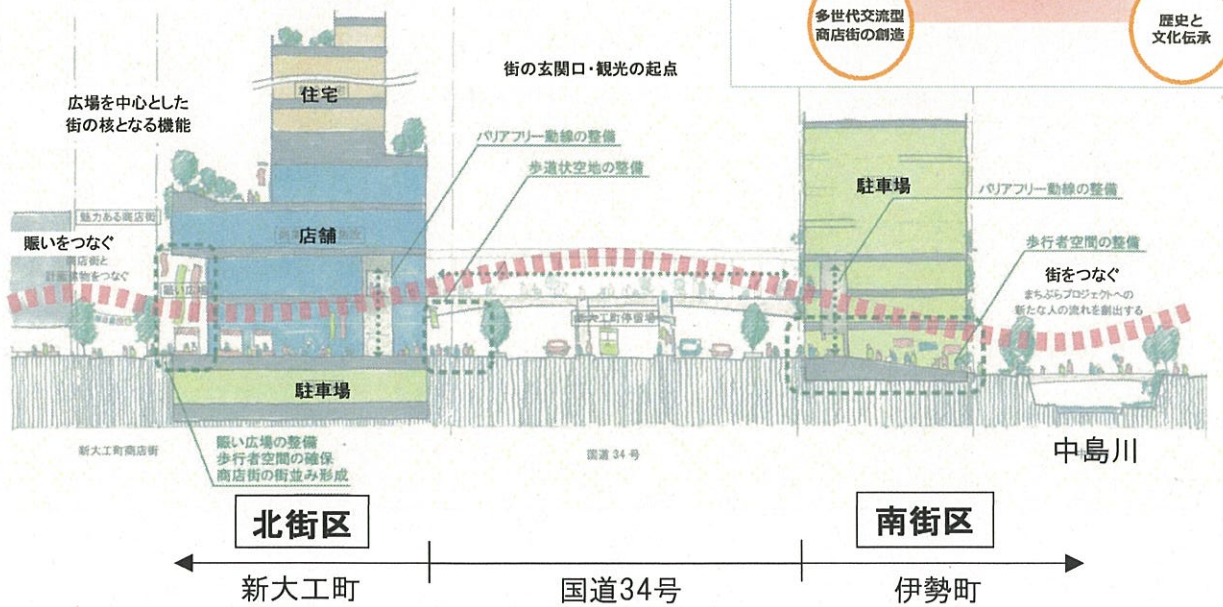 多世代交流型
商店街の創造
歴史と
文化伝承
街の玄関口・観光の起点
広場を中心とした
街の核となる機能
住宅
バリアフリー動線の整備
歩道状空地の整備
駐車場
バリアフリー動線の整備
魅力ある商店街
店舗
歩行者空間の整備
賑いをつなぐ
商店街と
計画建物をつなぐ
街をつなぐ
まちぶらプロジェクトへの
新たな人の流れを創出する
賑い広場
新大工町停留場
駐車場
賑い広場の整備
歩行者空間の確保
商店街の街並み形成
新大工町商店街
国道34号
中島川
北街区
南街区
新大工町
国道34号
伊勢町